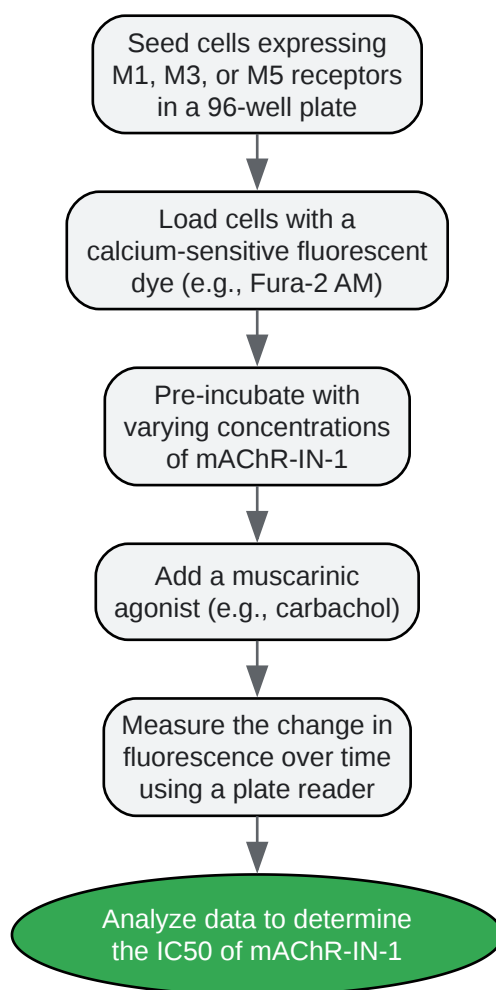 Seed cells expressing
M1, M3, or M5 receptors
in a 96-well plate
Load cells with a
calcium-sensitive fluorescent
dye (e.g., Fura-2 AM)
Pre-incubate with
varying concentrations
of mAChR-IN-1
Add a muscarinic
agonist (e.g., carbachol)
Measure the change in
fluorescence over time
using a plate reader
Analyze data to determine
the IC50 of mAChR-IN-1